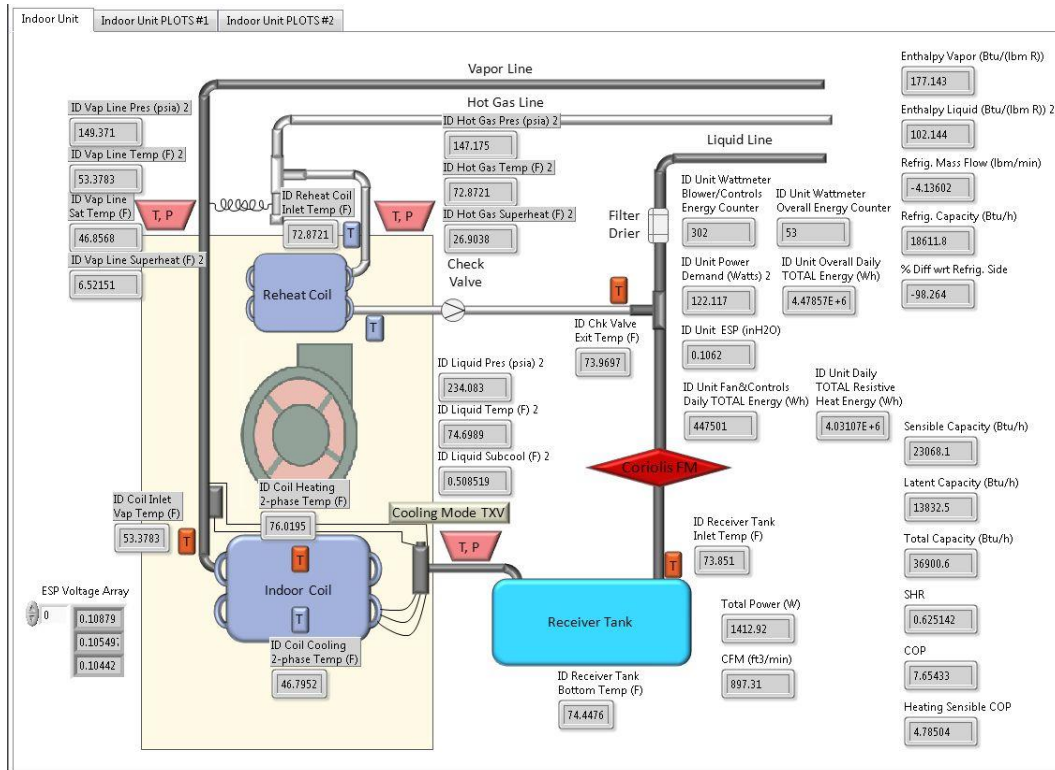 Indoor Unit
Indoor Unit PLOTS #1
Indoor Unit PLOTS #2
Vapor Line
Hot Gas Line
Liquid Line
ID Vap Line Pres (psia) 2
149.371
ID Vap Line Temp (F) 2
53.3783
ID Vap Line
Sat Temp (F)
46.8568
ID Vap Line Superheat (F) 2
6.52151
T, P
ID Reheat Coil
Inlet Temp (F)
72.8721
T
T, P
ID Hot Gas Pres (psia) 2
147.175
ID Hot Gas Temp (F) 2
72.8721
ID Hot Gas Superheat (F) 2
26.9038
Check
Valve
Reheat Coil
T
Filter
Drier
T
ID Chk Valve
Exit Temp (F)
73.9697
ID Unit Wattmeter
Blower/Controls
Energy Counter
302
ID Unit Wattmeter
Overall Energy Counter
53
ID Unit Power
Demand (Watts) 2
122.117
ID Unit Overall Daily
TOTAL Energy (Wh)
4.47857E+6
ID Unit ESP (inH2O)
0.1062
ID Unit Fan&Controls
Daily TOTAL Energy (Wh)
447501
ID Unit Daily
TOTAL Resistive
Heat Energy (Wh)
4.03107E+6
Enthalpy Vapor (Btu/(lbm R))
177.143
Enthalpy Liquid (Btu/(lbm R)) 2
102.144
Refrig. Mass Flow (lbm/min)
-4.13602
Refrig. Capacity (Btu/h)
18611.8
% Diff wrt Refrig. Side
-98.264
ID Liquid Pres (psia) 2
234.083
ID Liquid Temp (F) 2
74.6989
ID Liquid Subcool (F) 2
0.508519
Coriolis FM
Cooling Mode TXV
T, P
ID Coil Heating
2-phase Temp (F)
76.0195
ID Coil Inlet
Vap Temp (F)
53.3783
T
T
Indoor Coil
T
ID Coil Cooling
2-phase Temp (F)
46.7952
ESP Voltage Array
0
0.10879
0.10549
0.10442
ID Receiver Tank
Inlet Temp (F)
73.851
T
Receiver Tank
ID Receiver Tank
Bottom Temp (F)
74.4476
Total Power (W)
1412.92
CFM (ft3/min)
897.31
Sensible Capacity (Btu/h)
23068.1
Latent Capacity (Btu/h)
13832.5
Total Capacity (Btu/h)
36900.6
SHR
0.625142
COP
7.65433
Heating Sensible COP
4.78504